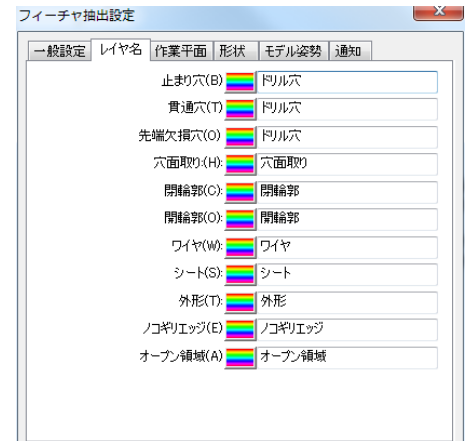 フィーチャ抽出設定
一般設定 レイヤ名 作業平面 形状 モデル姿勢 通知
止まり穴(B) ドリル穴
貫通穴(T) ドリル穴
先端欠損穴(O) ドリル穴
穴面取り:(H): 穴面取り
閉輪郭(C): 閉輪郭
開輪郭(O): 開輪郭
ワイヤ(W): ワイヤ
シート(S): シート
外形(T): 外形
ノコギリエッジ(E) ノコギリエッジ
オープン領域(A) オープン領域